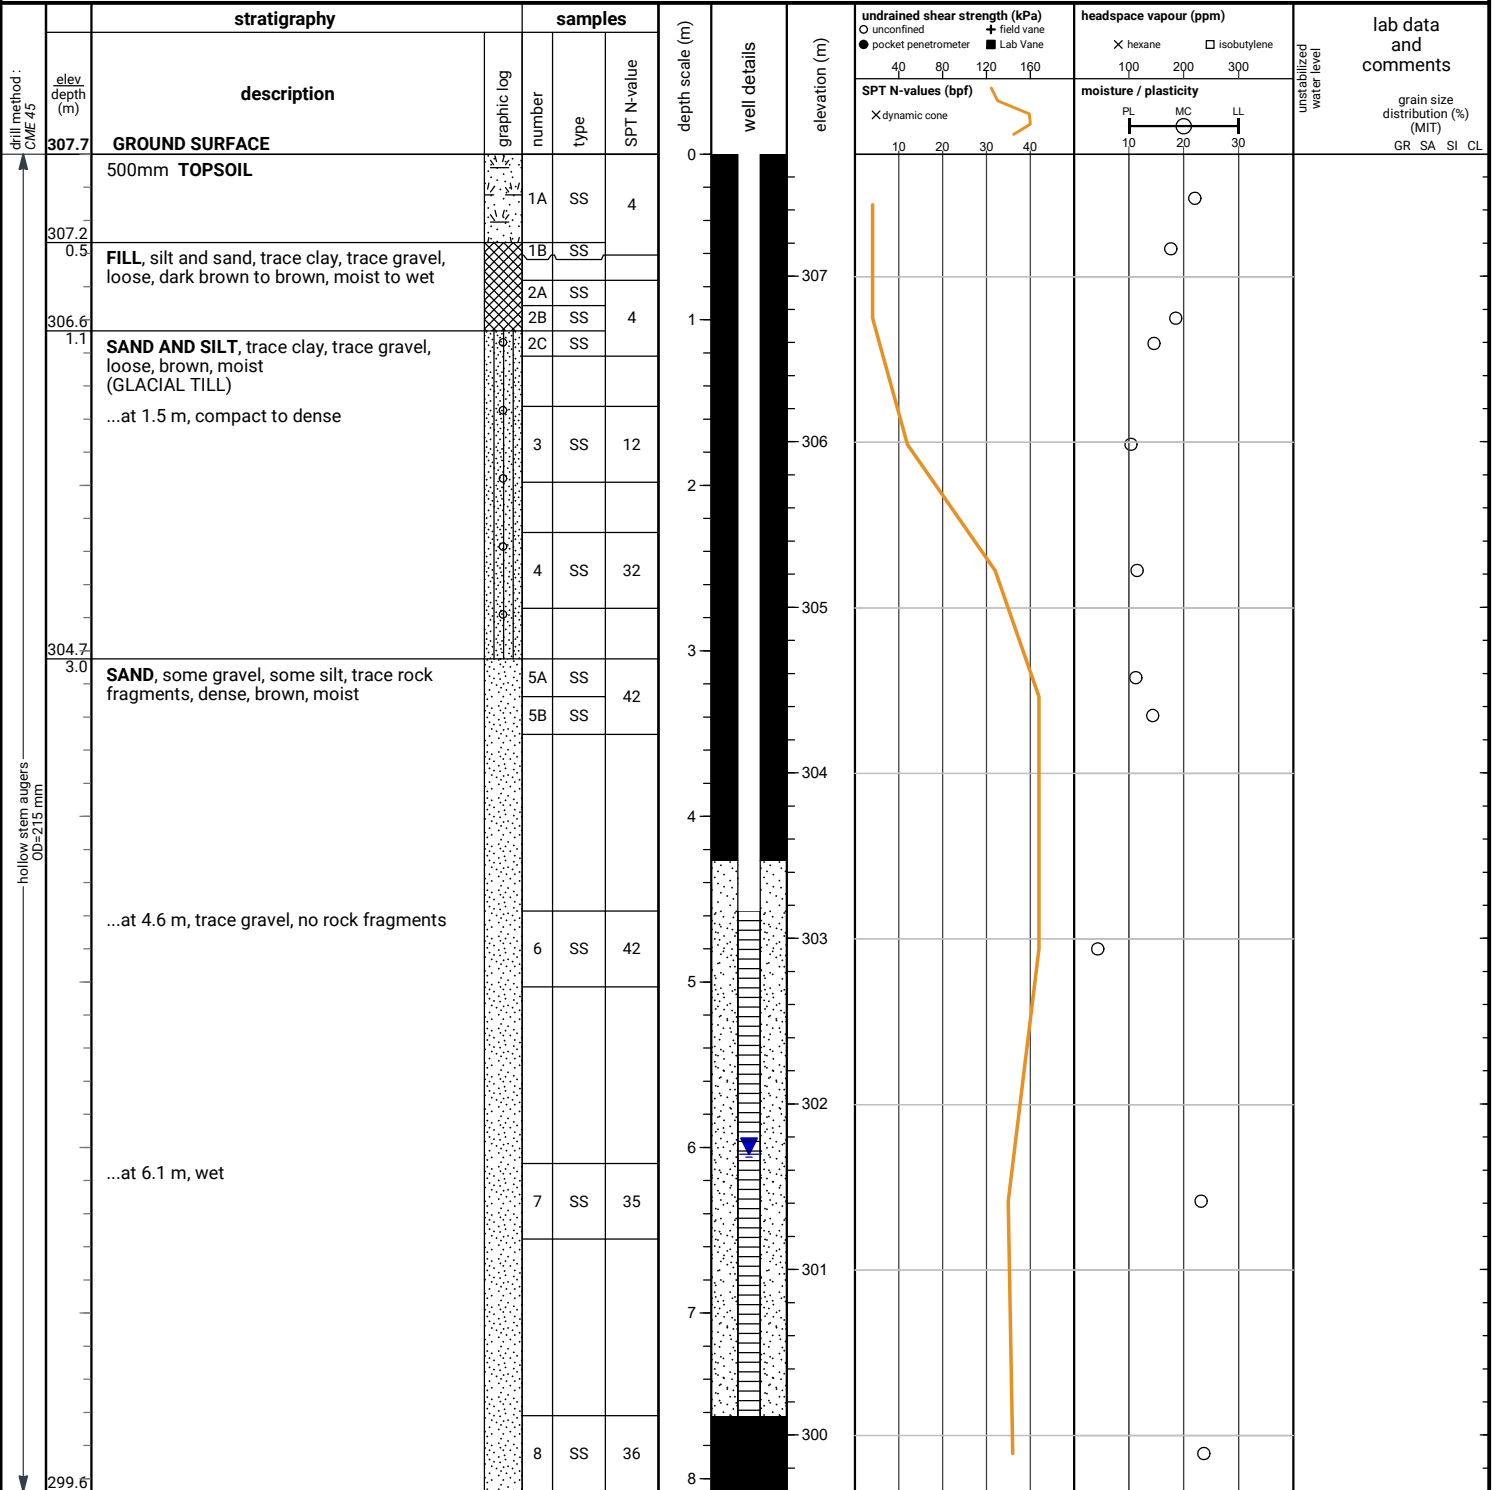 stratigraphy
samples
drill method :
CME 45
elev
depth
(m)
description
graphic log
number
type
SPT N-value
depth scale (m)
well details
elevation (m)
undrained shear strength (kPa)
unconfined field vane
pocket penetrometer Lab Vane
40 80 120 160
SPT N-values (bpf)
dynamic cone
10 20 30 40
headspace vapour (ppm)
hexane isobutylene
100 200 300
moisture / plasticity
PL MC LL
10 20 30
unstabilized
water level
lab data
and
comments
grain size
distribution (%)
(MIT)
GR SA SI CL
307.7 GROUND SURFACE
500mm TOPSOIL
307.2
0.5
FILL, silt and sand, trace clay, trace gravel,
loose, dark brown to brown, moist to wet
306.6
1.1
SAND AND SILT, trace clay, trace gravel,
loose, brown, moist
(GLACIAL TILL)
...at 1.5 m, compact to dense
304.7
3.0
SAND, some gravel, some silt, trace rock
fragments, dense, brown, moist
...at 4.6 m, trace gravel, no rock fragments
...at 6.1 m, wet
299.6
hollow stem augers
OD=215 mm
1A SS 4
1B SS
2A SS
2B SS 4
2C SS
3 SS 12
4 SS 32
5A SS 42
5B SS
6 SS 42
7 SS 35
8 SS 36
0
1
2
3
4
5
6
7
8
307
306
305
304
303
302
301
300